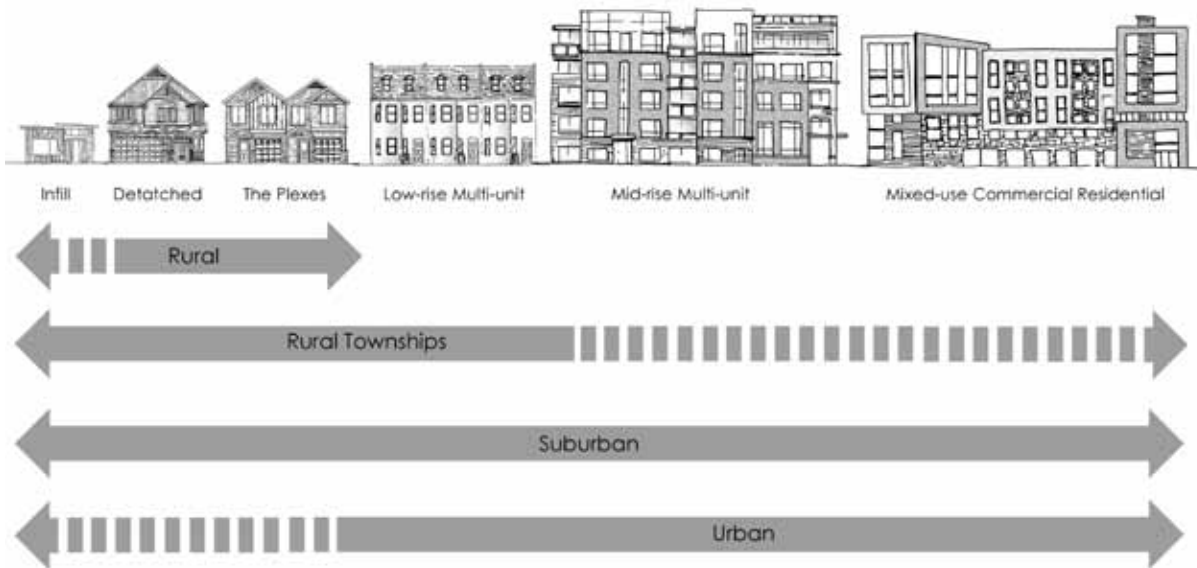 Infill Detatched The Plexes Low-rise Multi-unit Mid-rise Multi-unit Mixed-use Commercial Residential
Rural
Rural Townships
Suburban
Urban